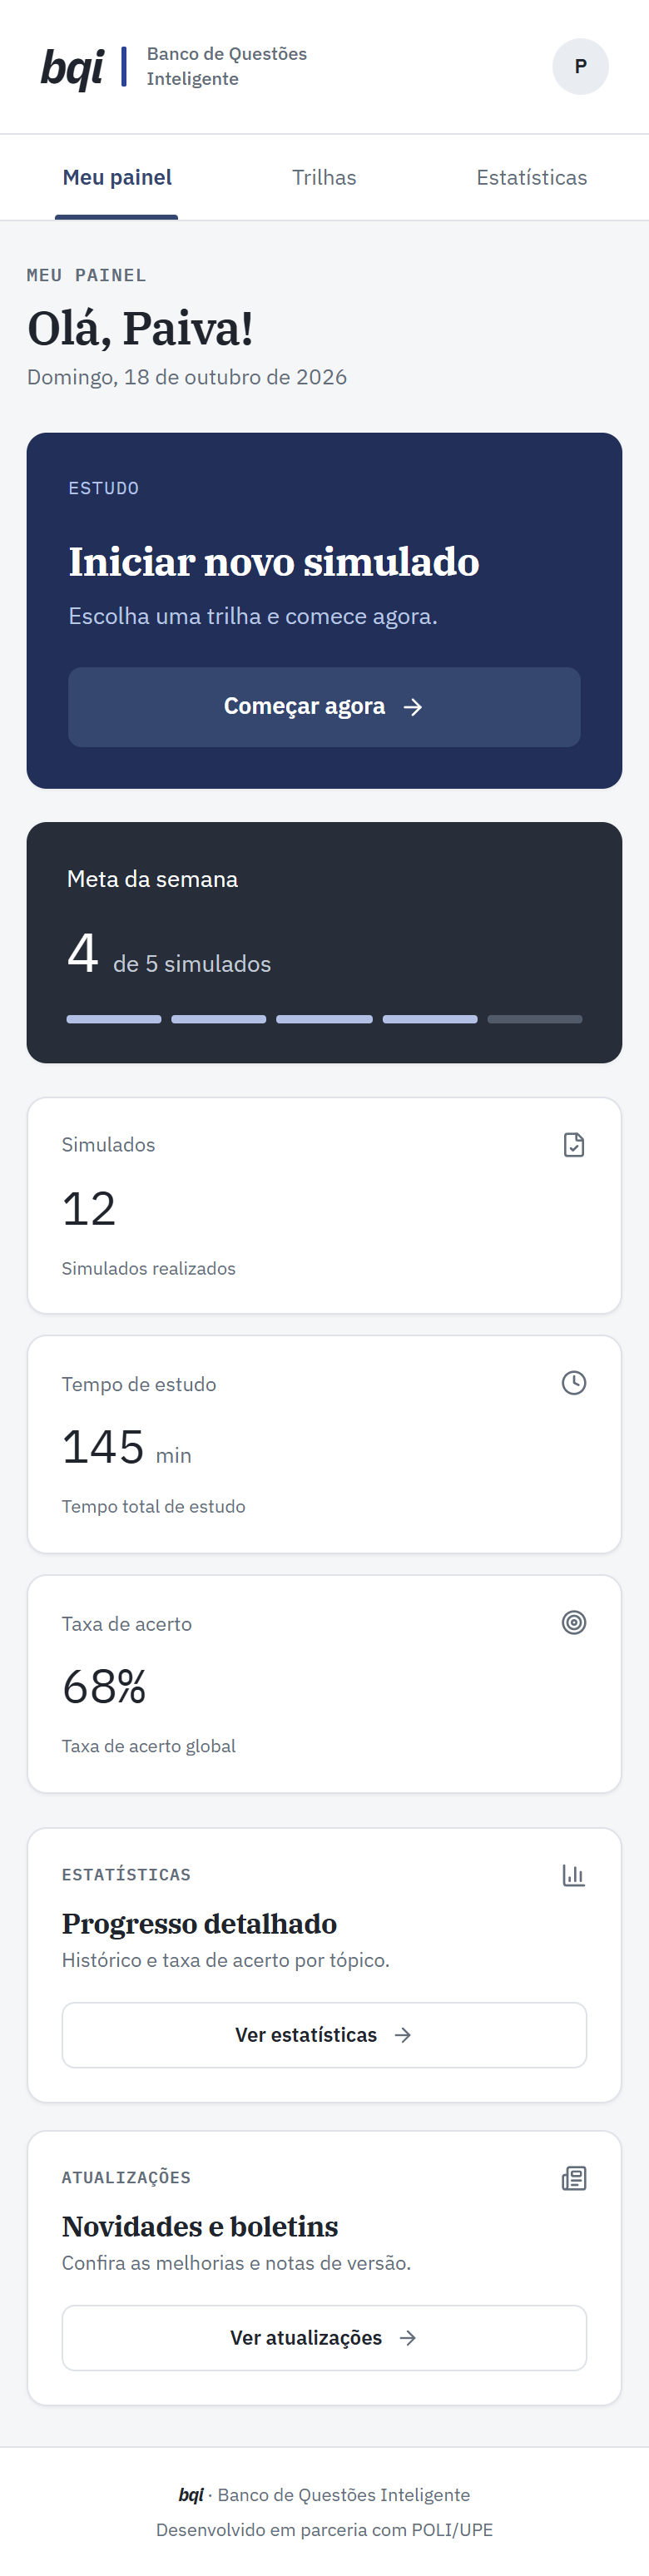 bqi
Banco de Questões
Inteligente
P
Meu painel
Trilhas
Estatísticas
MEU PAINEL
Olá, Paiva!
Domingo, 18 de outubro de 2026
ESTUDO
Iniciar novo simulado
Escolha uma trilha e comece agora.
Começar agora →
Meta da semana
4 de 5 simulados
Simulados
12
Simulados realizados
Tempo de estudo
145 min
Tempo total de estudo
Taxa de acerto
68%
Taxa de acerto global
ESTATÍSTICAS
Progresso detalhado
Histórico e taxa de acerto por tópico.
Ver estatísticas →
ATUALIZAÇÕES
Novidades e boletins
Confira as melhorias e notas de versão.
Ver atualizações →
bqi · Banco de Questões Inteligente
Desenvolvido em parceria com POLI/UPE